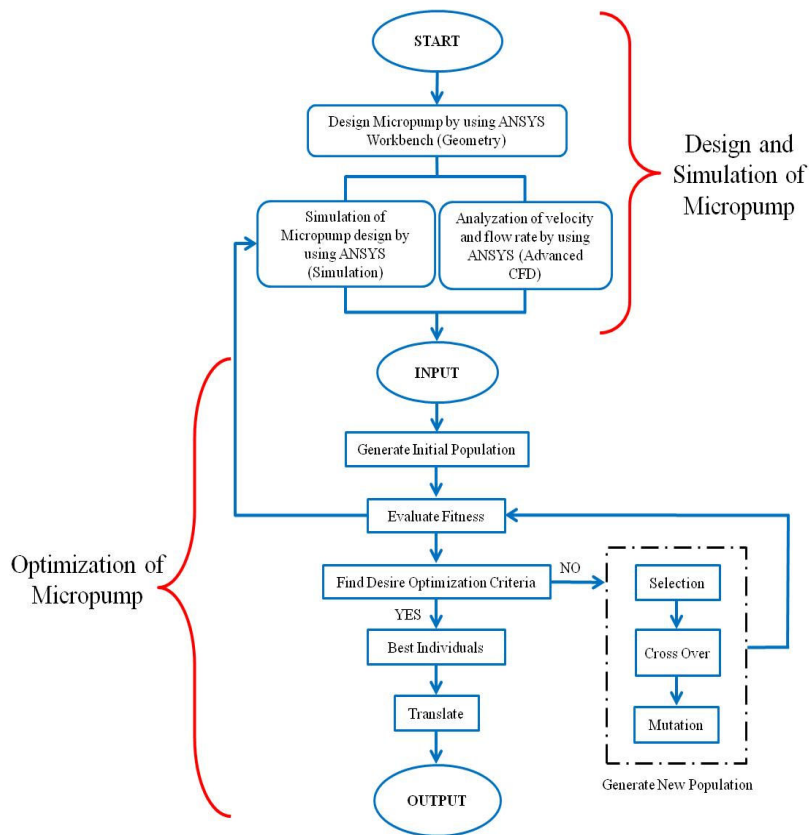 START
Design Micropump by using ANSYS
Workbench (Geometry)
Design and
Simulation of
Micropump
Simulation of
Micropump design by
using ANSYS
(Simulation)
Analyzation of velocity
and flow rate by using
ANSYS (Advanced
CFD)
INPUT
Generate Initial Population
Evaluate Fitness
Optimization of
Micropump
Find Desire Optimization Criteria
NO
YES
Selection
Cross Over
Mutation
Generate New Population
Best Individuals
Translate
OUTPUT